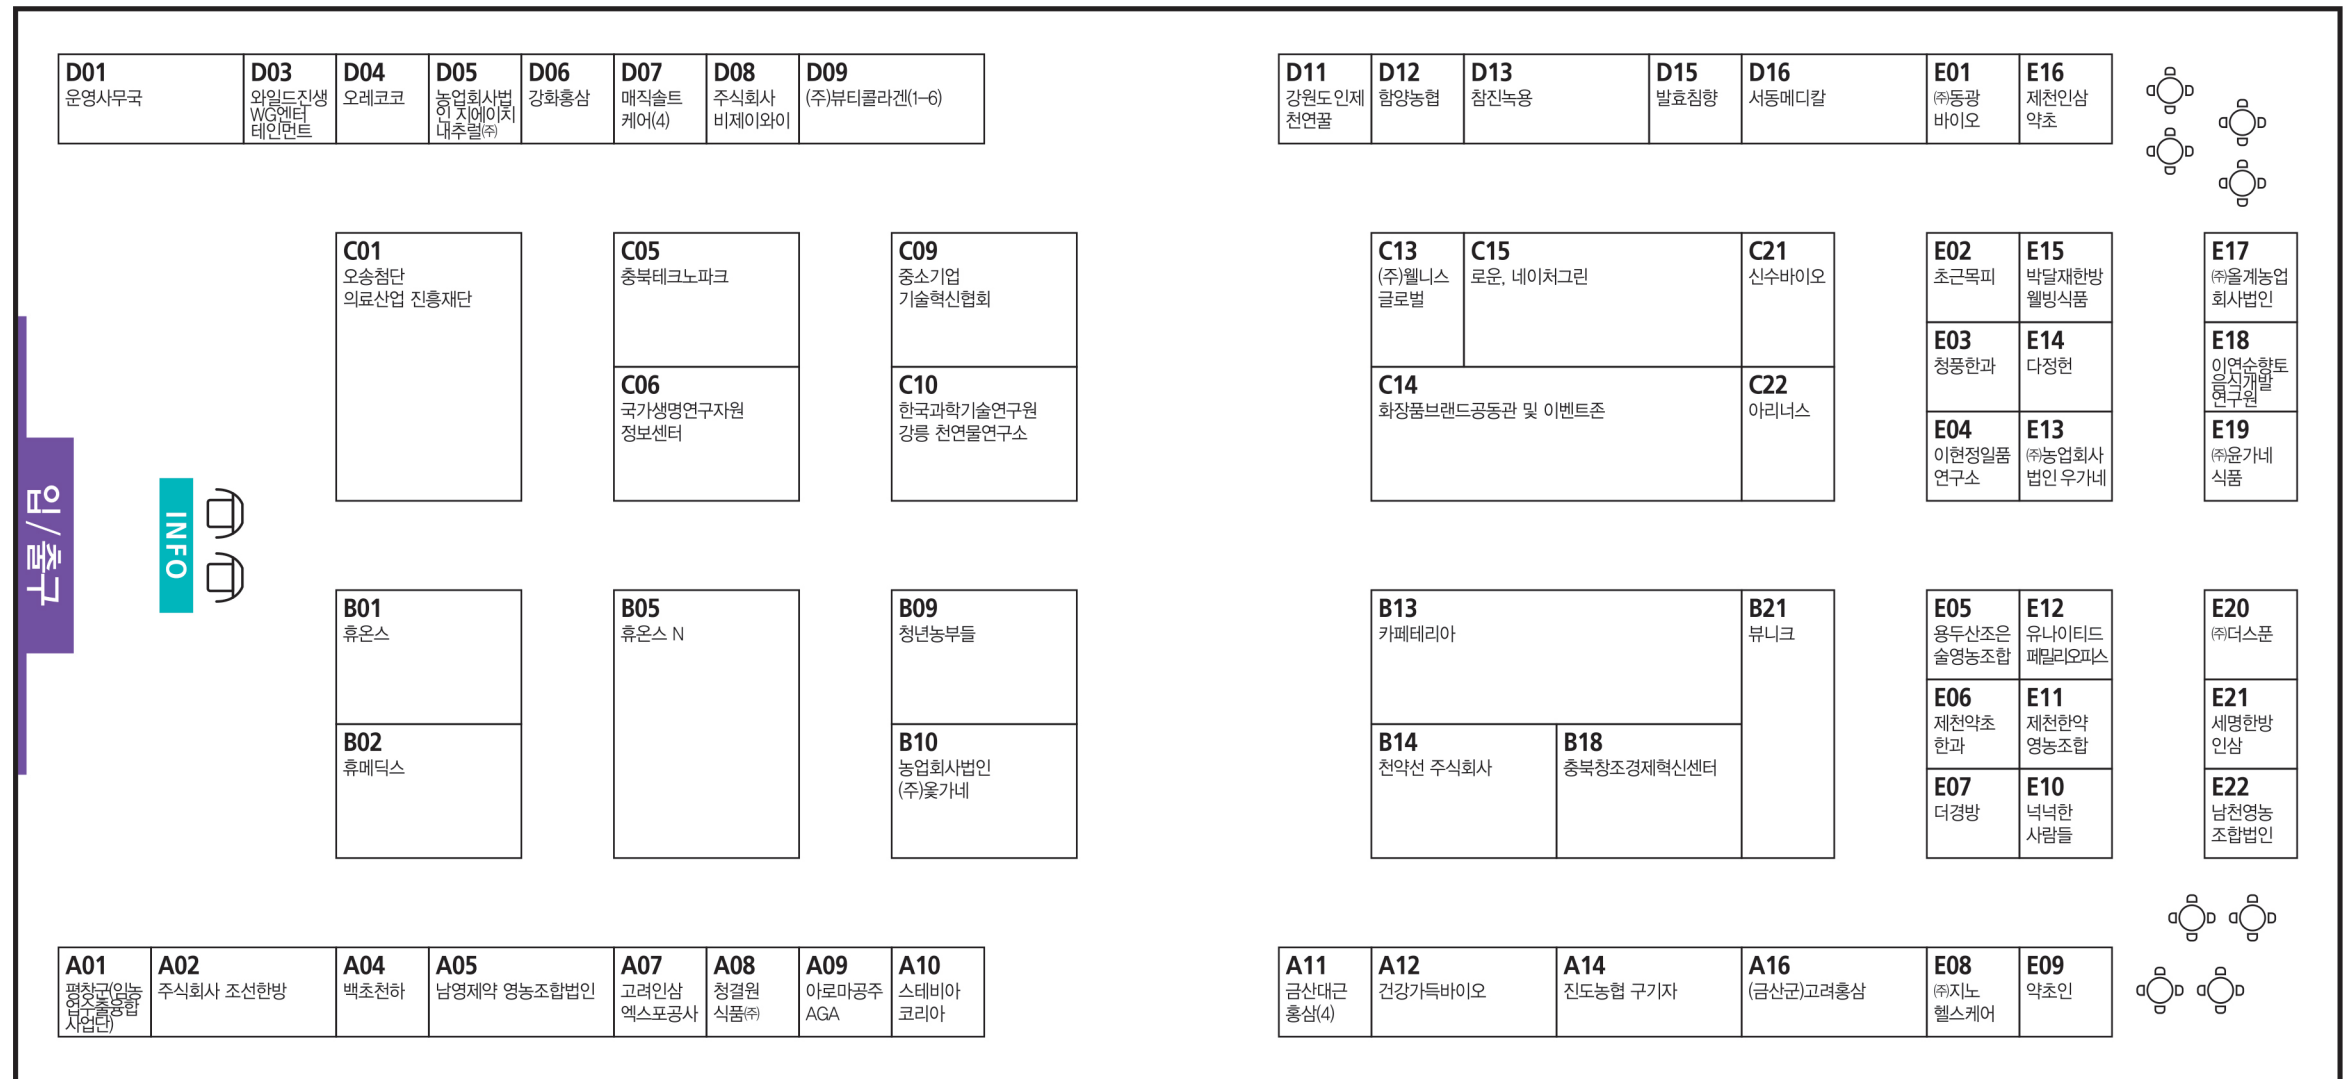 D01
운영사무국
D03
와일드진생
WG엔터
테인먼트
D04
오레코코
D05
농업회사법
인 지에이치
내추럴㈜
D06
강화홍삼
D07
매직솔트
케어(4)
D08
주식회사
비제이와이
D09
(주)뷰티콜라겐(1-6)
D11
강원도 인제
천연꿀
D12
함양농협
D13
참진녹용
D15
발효침향
D16
서동메디칼
E01
㈜동광
바이오
E16
제천인삼
약초
C01
오송첨단
의료산업 진흥재단
C05
충북테크노파크
C06
국가생명연구자원
정보센터
C09
중소기업
기술혁신협회
C10
한국과학기술연구원
강릉 천연물연구소
C13
(주)웰니스
글로벌
C15
로운, 네이처그린
C21
신수바이오
C14
화장품브랜드공동관 및 이벤트존
C22
아리너스
E02
초근목피
E15
박달재한방
웰빙식품
E03
청풍한과
E14
다정헌
E04
이현정일품
연구소
E13
㈜농업회사
법인 우가네
E17
㈜올계농업
회사법인
E18
이연순향토
음식개발
연구원
E19
㈜윤가네
식품
입/출구
INFO
B01
휴온스
B02
휴메딕스
B05
휴온스 N
B09
청년농부들
B10
농업회사법인
(주)옻가네
B13
카페테리아
B21
뷰니크
B14
천약선 주식회사
B18
충북창조경제혁신센터
E05
용두산조은
술영농조합
E12
유나이티드
페밀리오피스
E06
제천약초
한과
E11
제천한약
영농조합
E07
더경방
E10
넉넉한
사람들
E20
㈜더스푼
E21
세명한방
인삼
E22
남천영농
조합법인
A01
평창군(임농
업수출융합
사업단)
A02
주식회사 조선한방
A04
백초천하
A05
남영제약 영농조합법인
A07
고려인삼
엑스포공사
A08
청결원
식품㈜
A09
아로마공주
AGA
A10
스테비아
코리아
A11
금산대근
홍삼(4)
A12
건강가득바이오
A14
진도농협 구기자
A16
(금산군)고려홍삼
E08
㈜지노
헬스케어
E09
약초인